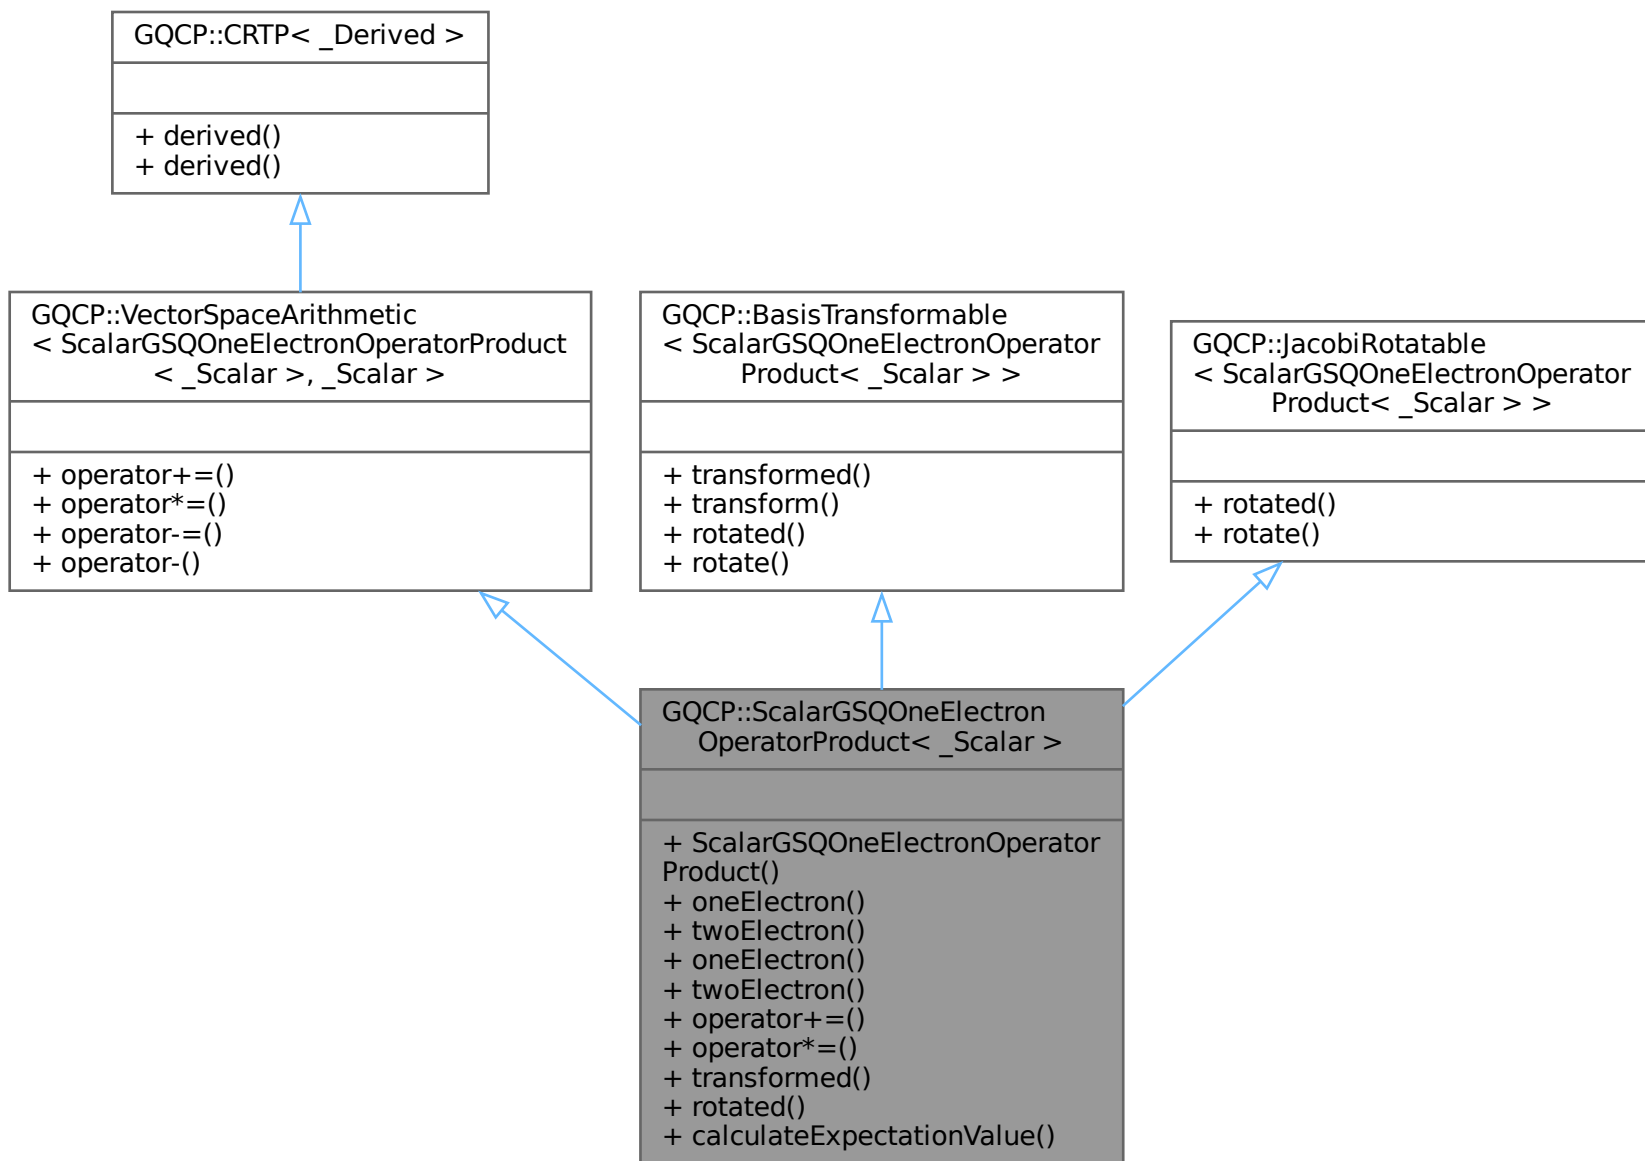 GQCP::CRTP< _Derived >
+ derived()
+ derived()
GQCP::VectorSpaceArithmetic
< ScalarGSQOneElectronOperatorProduct
< _Scalar >, _Scalar >
+ operator+=()
+ operator*=()
+ operator-=()
+ operator-()
GQCP::BasisTransformable
< ScalarGSQOneElectronOperator
Product< _Scalar > >
+ transformed()
+ transform()
+ rotated()
+ rotate()
GQCP::JacobiRotatable
< ScalarGSQOneElectronOperator
Product< _Scalar > >
+ rotated()
+ rotate()
GQCP::ScalarGSQOneElectron
OperatorProduct< _Scalar >
+ ScalarGSQOneElectronOperator
Product()
+ oneElectron()
+ twoElectron()
+ oneElectron()
+ twoElectron()
+ operator+=()
+ operator*=()
+ transformed()
+ rotated()
+ calculateExpectationValue()